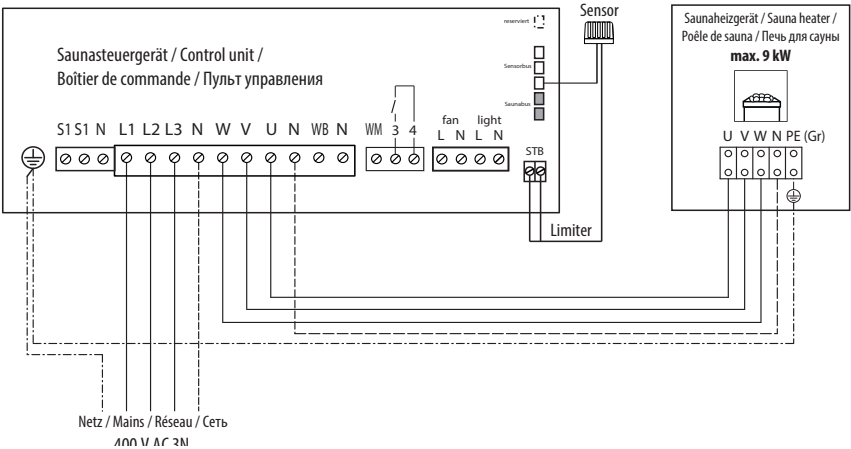 reserviert
Sensor
Saunasteuergerät / Control unit /
Boîtier de commande / Пульт управления
Sensorbus
Saunabus
Saunaheizgerät / Sauna heater /
Poêle de sauna / Печь для сауны
max. 9 kW
S1 S1 N L1 L2 L3 N W V U N WB N
WM 3 4
fan light
L N L N
STB
U V W N PE (Gr)
Limiter
Netz / Mains / Réseau / Сеть
400 V AC 3N